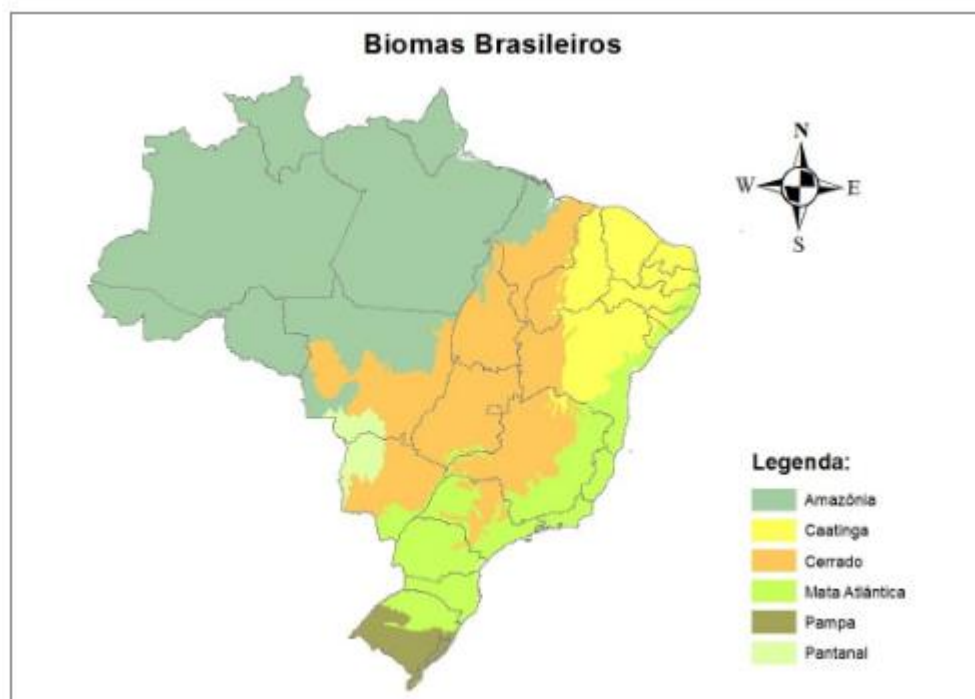 Biomas Brasileiros
N
W
E
S
Legenda:
Amazônia
Caatinga
Cerrado
Mata Atlântica
Pampa
Pantanal